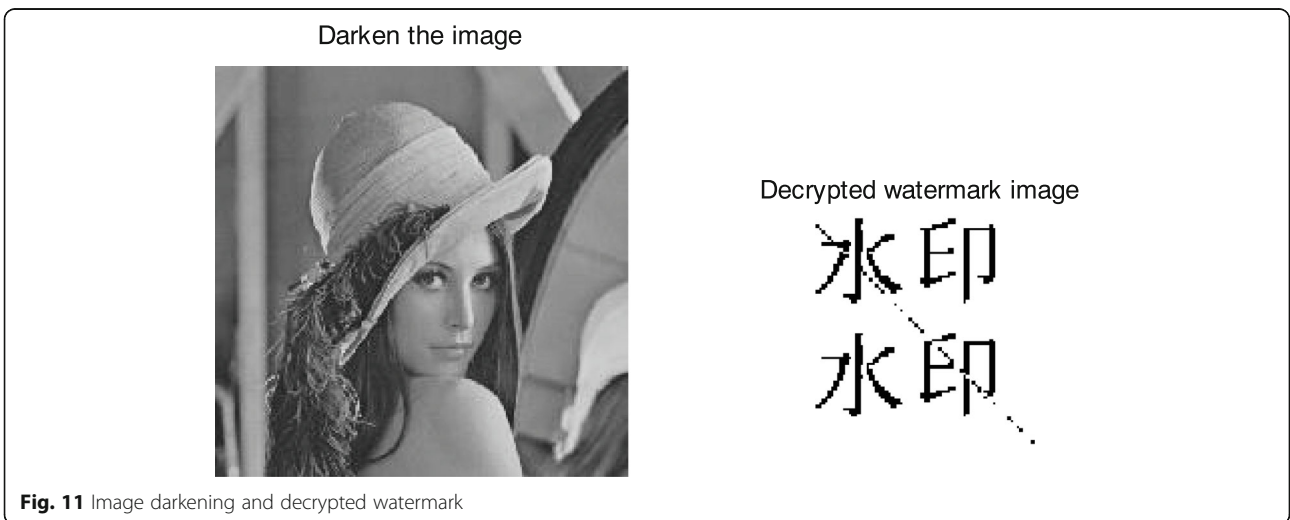 Darken the image
Decrypted watermark image
水印
水印
Fig. 11 Image darkening and decrypted watermark